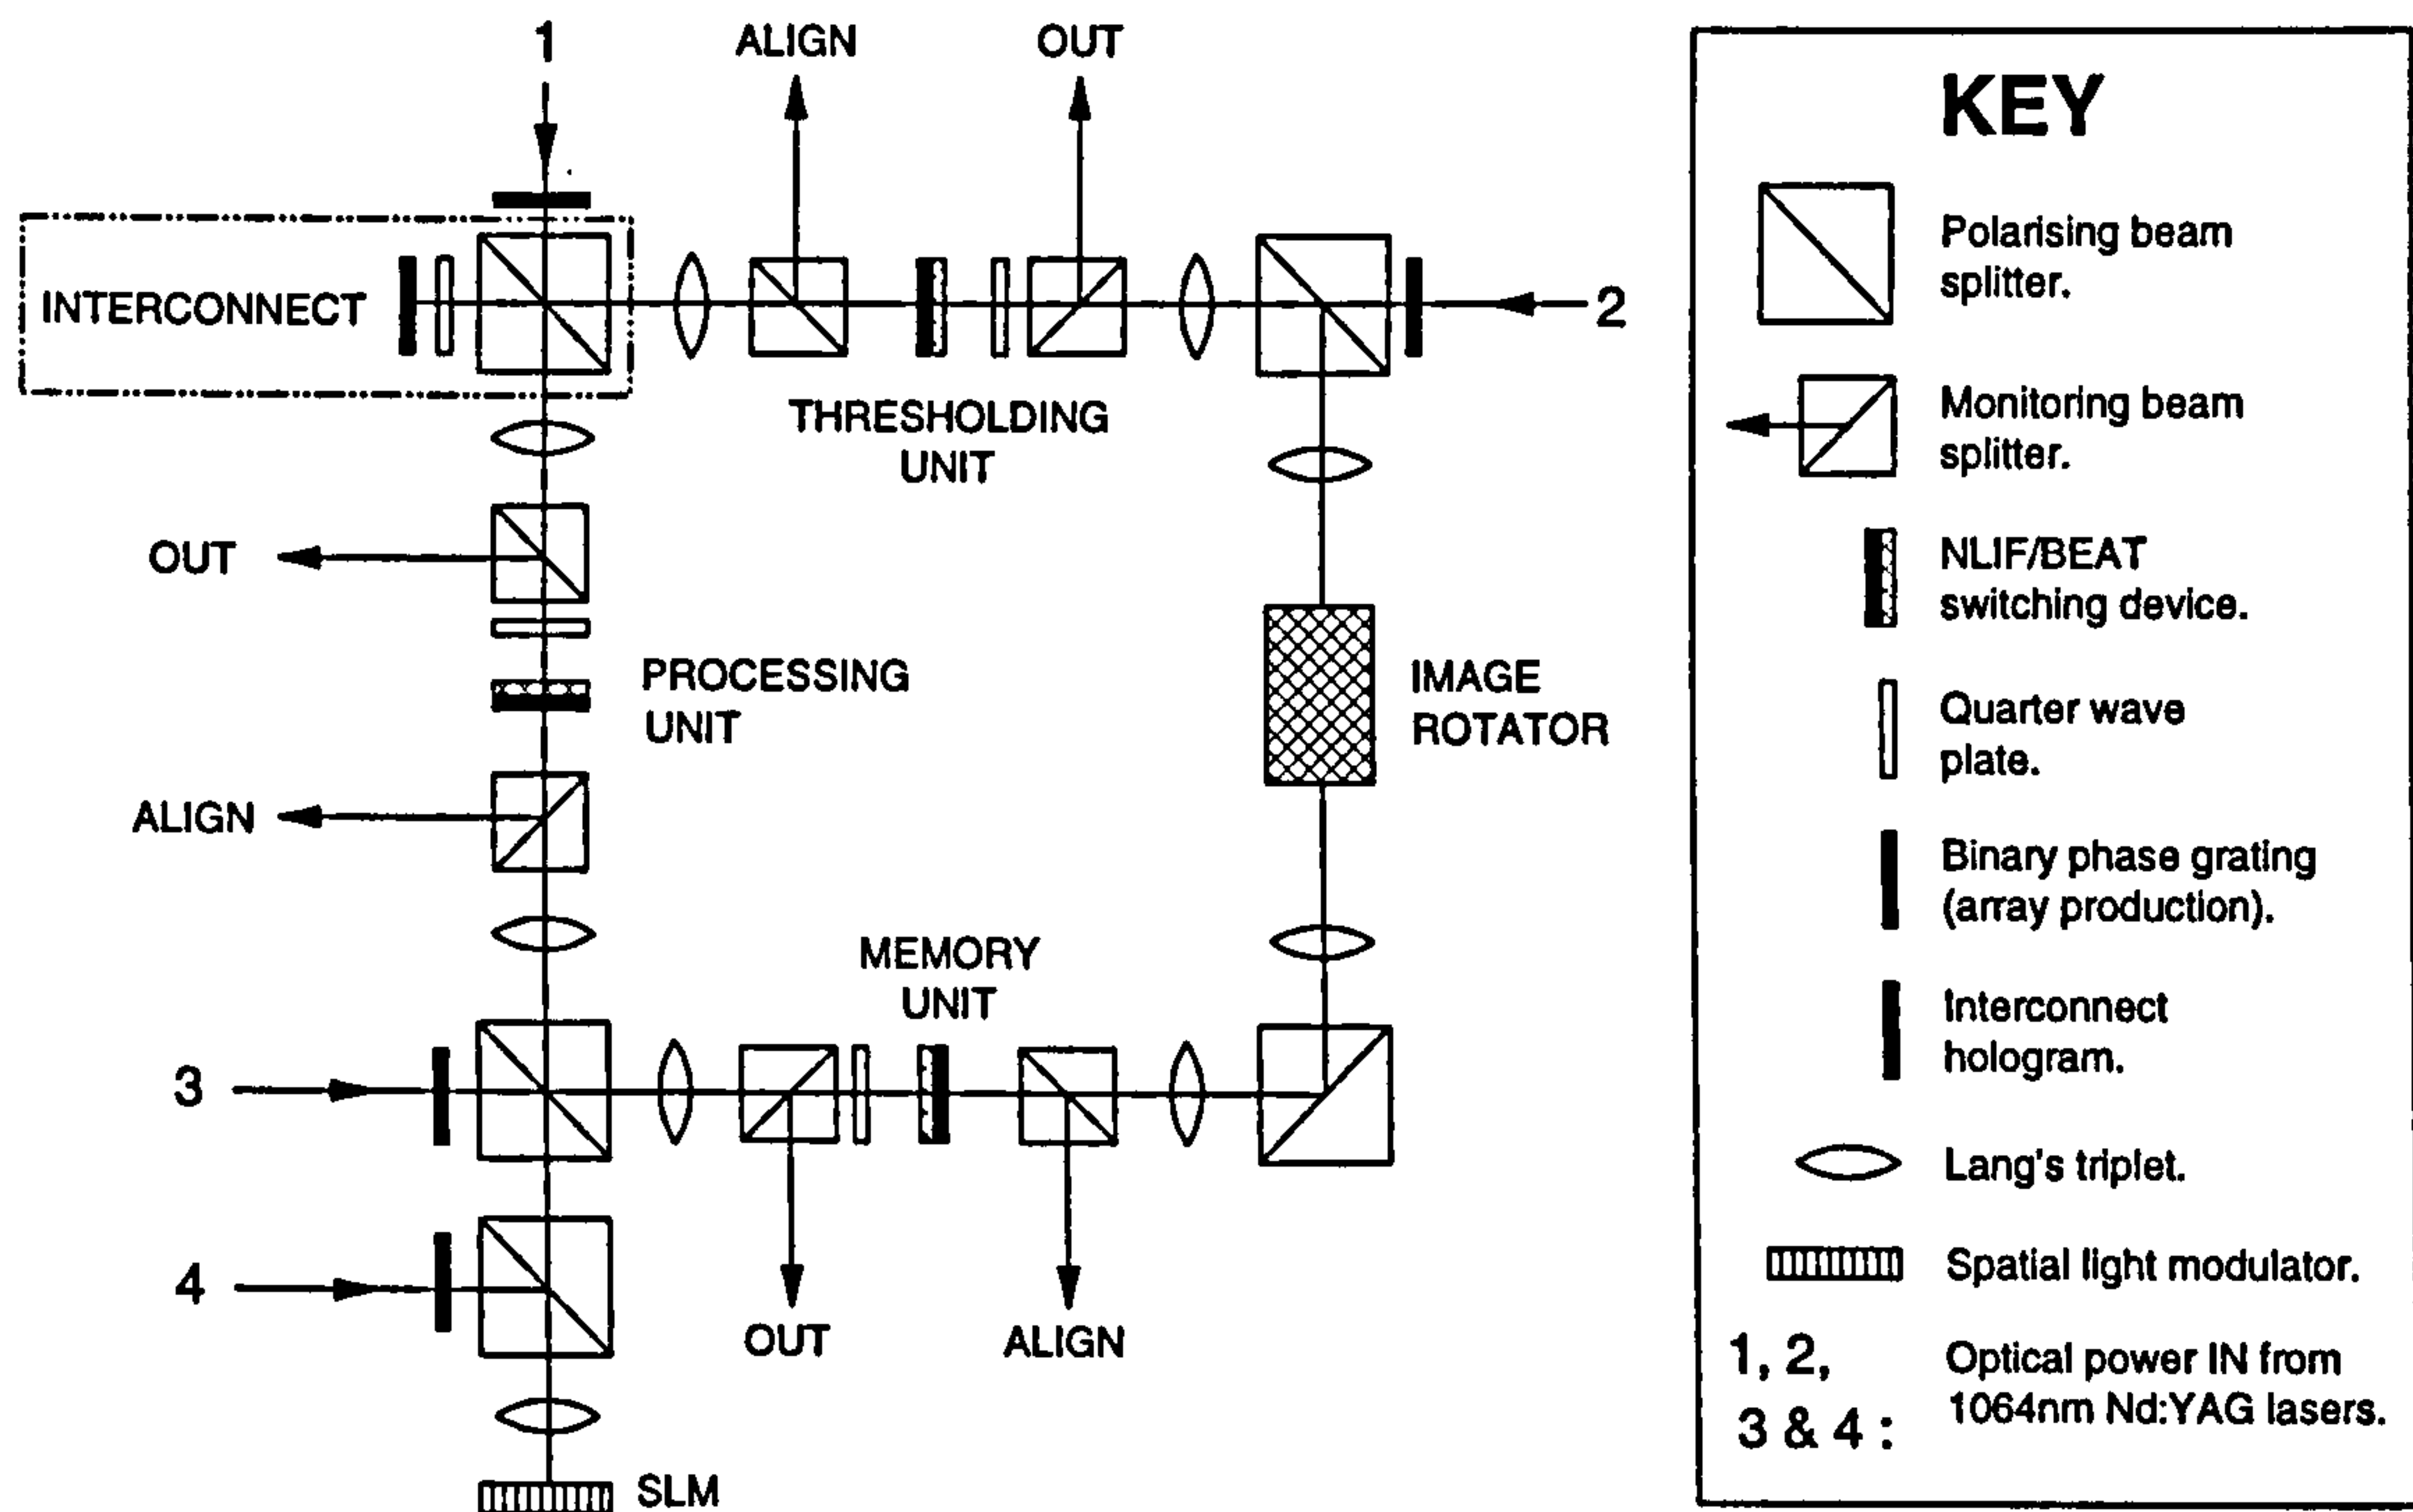 1
ALIGN
OUT
INTERCONNECT
2
THRESHOLDING
UNIT
OUT
PROCESSING
UNIT
IMAGE
ROTATOR
ALIGN
MEMORY
UNIT
3
4
OUT
ALIGN
SLM
KEY
Polarising beam
splitter.
Monitoring beam
splitter.
NLIF/BEAT
switching device.
Quarter wave
plate.
Binary phase grating
(array production).
Interconnect
hologram.
Lang's triplet.
Spatial light modulator.
1, 2,
3 & 4 :
Optical power IN from
1064nm Nd:YAG lasers.